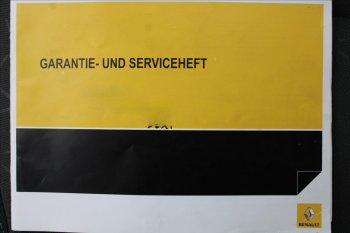 GARANTIE- UND SERVICEHEFT
RENAULT